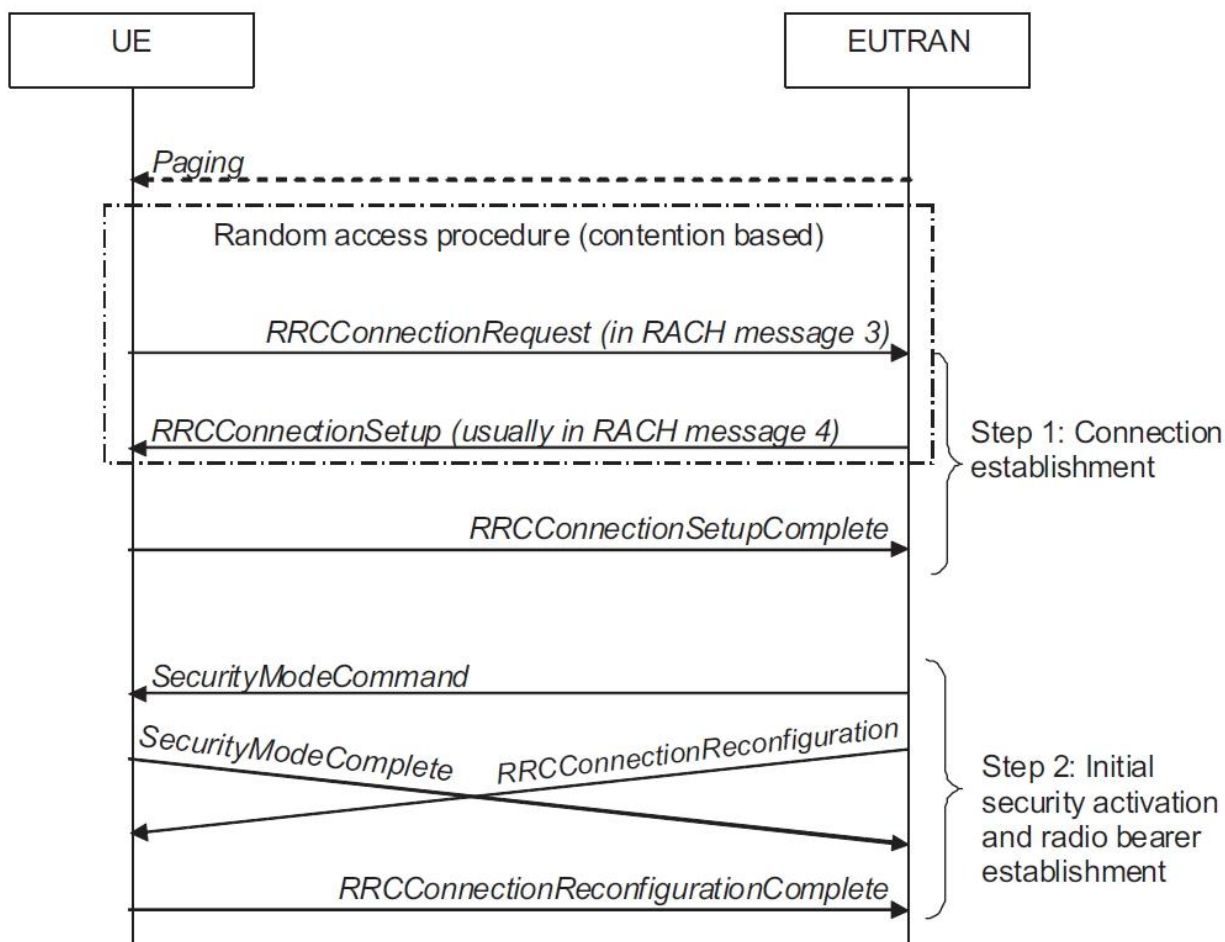 UE
EUTRAN
Paging
Random access procedure (contention based)
RRCConnectionRequest (in RACH message 3)
RRCConnectionSetup (usually in RACH message 4)
Step 1: Connection
establishment
RRCConnectionSetupComplete
SecurityModeCommand
SecurityModeComplete
RRCConnectionReconfiguration
Step 2: Initial
security activation
and radio bearer
establishment
RRCConnectionReconfigurationComplete